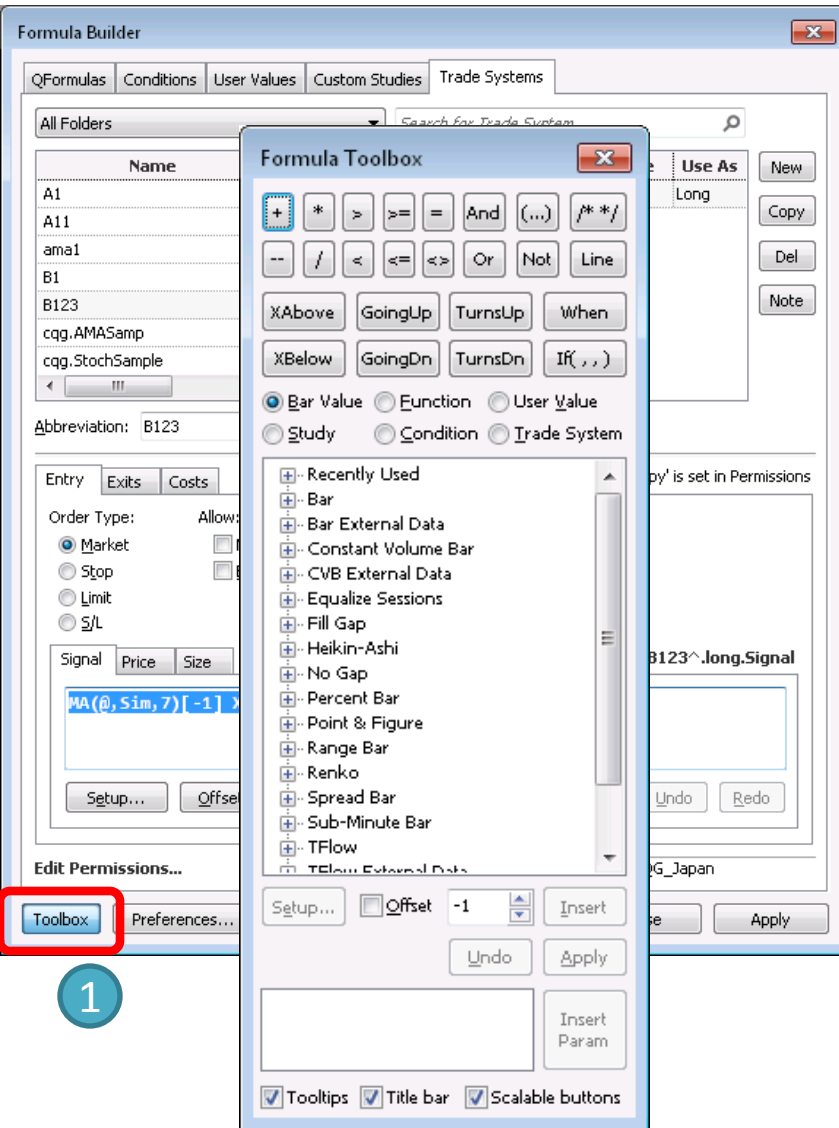 Formula Builder
QFormulas Conditions User Values Custom Studies Trade Systems
All Folders
Search for Trade System
Name
Use As
A1
Long
A11
ama1
B1
B123
cqg.AMASamp
cqg.StochSample
New
Copy
Del
Note
Abbreviation: B123
Entry Exits Costs
py' is set in Permissions
Order Type: Allow:
Market
Stop
Limit
S/L
Signal Price Size
B123^.long.Signal
MA(@,Sim,7)[-1] X
Setup... Offse
Undo Redo
Edit Permissions...
QG_Japan
Toolbox Preferences...
se Apply
1
Formula Toolbox
+ * > >= = And (...) /* */
-- / < <= <> Or Not Line
XAbove GoingUp TurnsUp When
XBelow GoingDn TurnsDn If( , , )
Bar Value Function User Value
Study Condition Trade System
Recently Used
Bar
Bar External Data
Constant Volume Bar
CVB External Data
Equalize Sessions
Fill Gap
Heikin-Ashi
No Gap
Percent Bar
Point & Figure
Range Bar
Renko
Spread Bar
Sub-Minute Bar
TFlow
TFlow External Data
Setup... Offset -1 Insert
Undo Apply
Insert
Param
Tooltips Title bar Scalable buttons